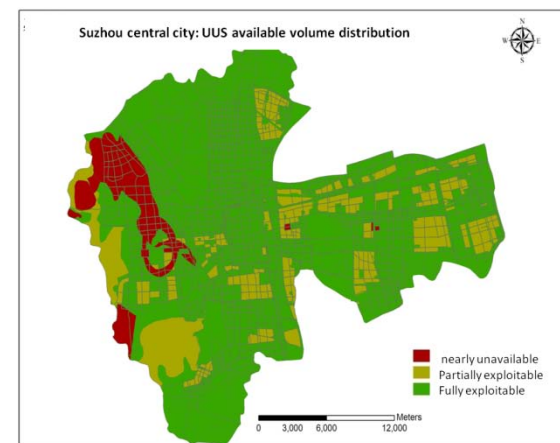 Suzhou central city: UUS available volume distribution
N
W E
S
nearly unavailable
Partially exploitable
Fully exploitable
Meters
0 3,000 6,000 12,000